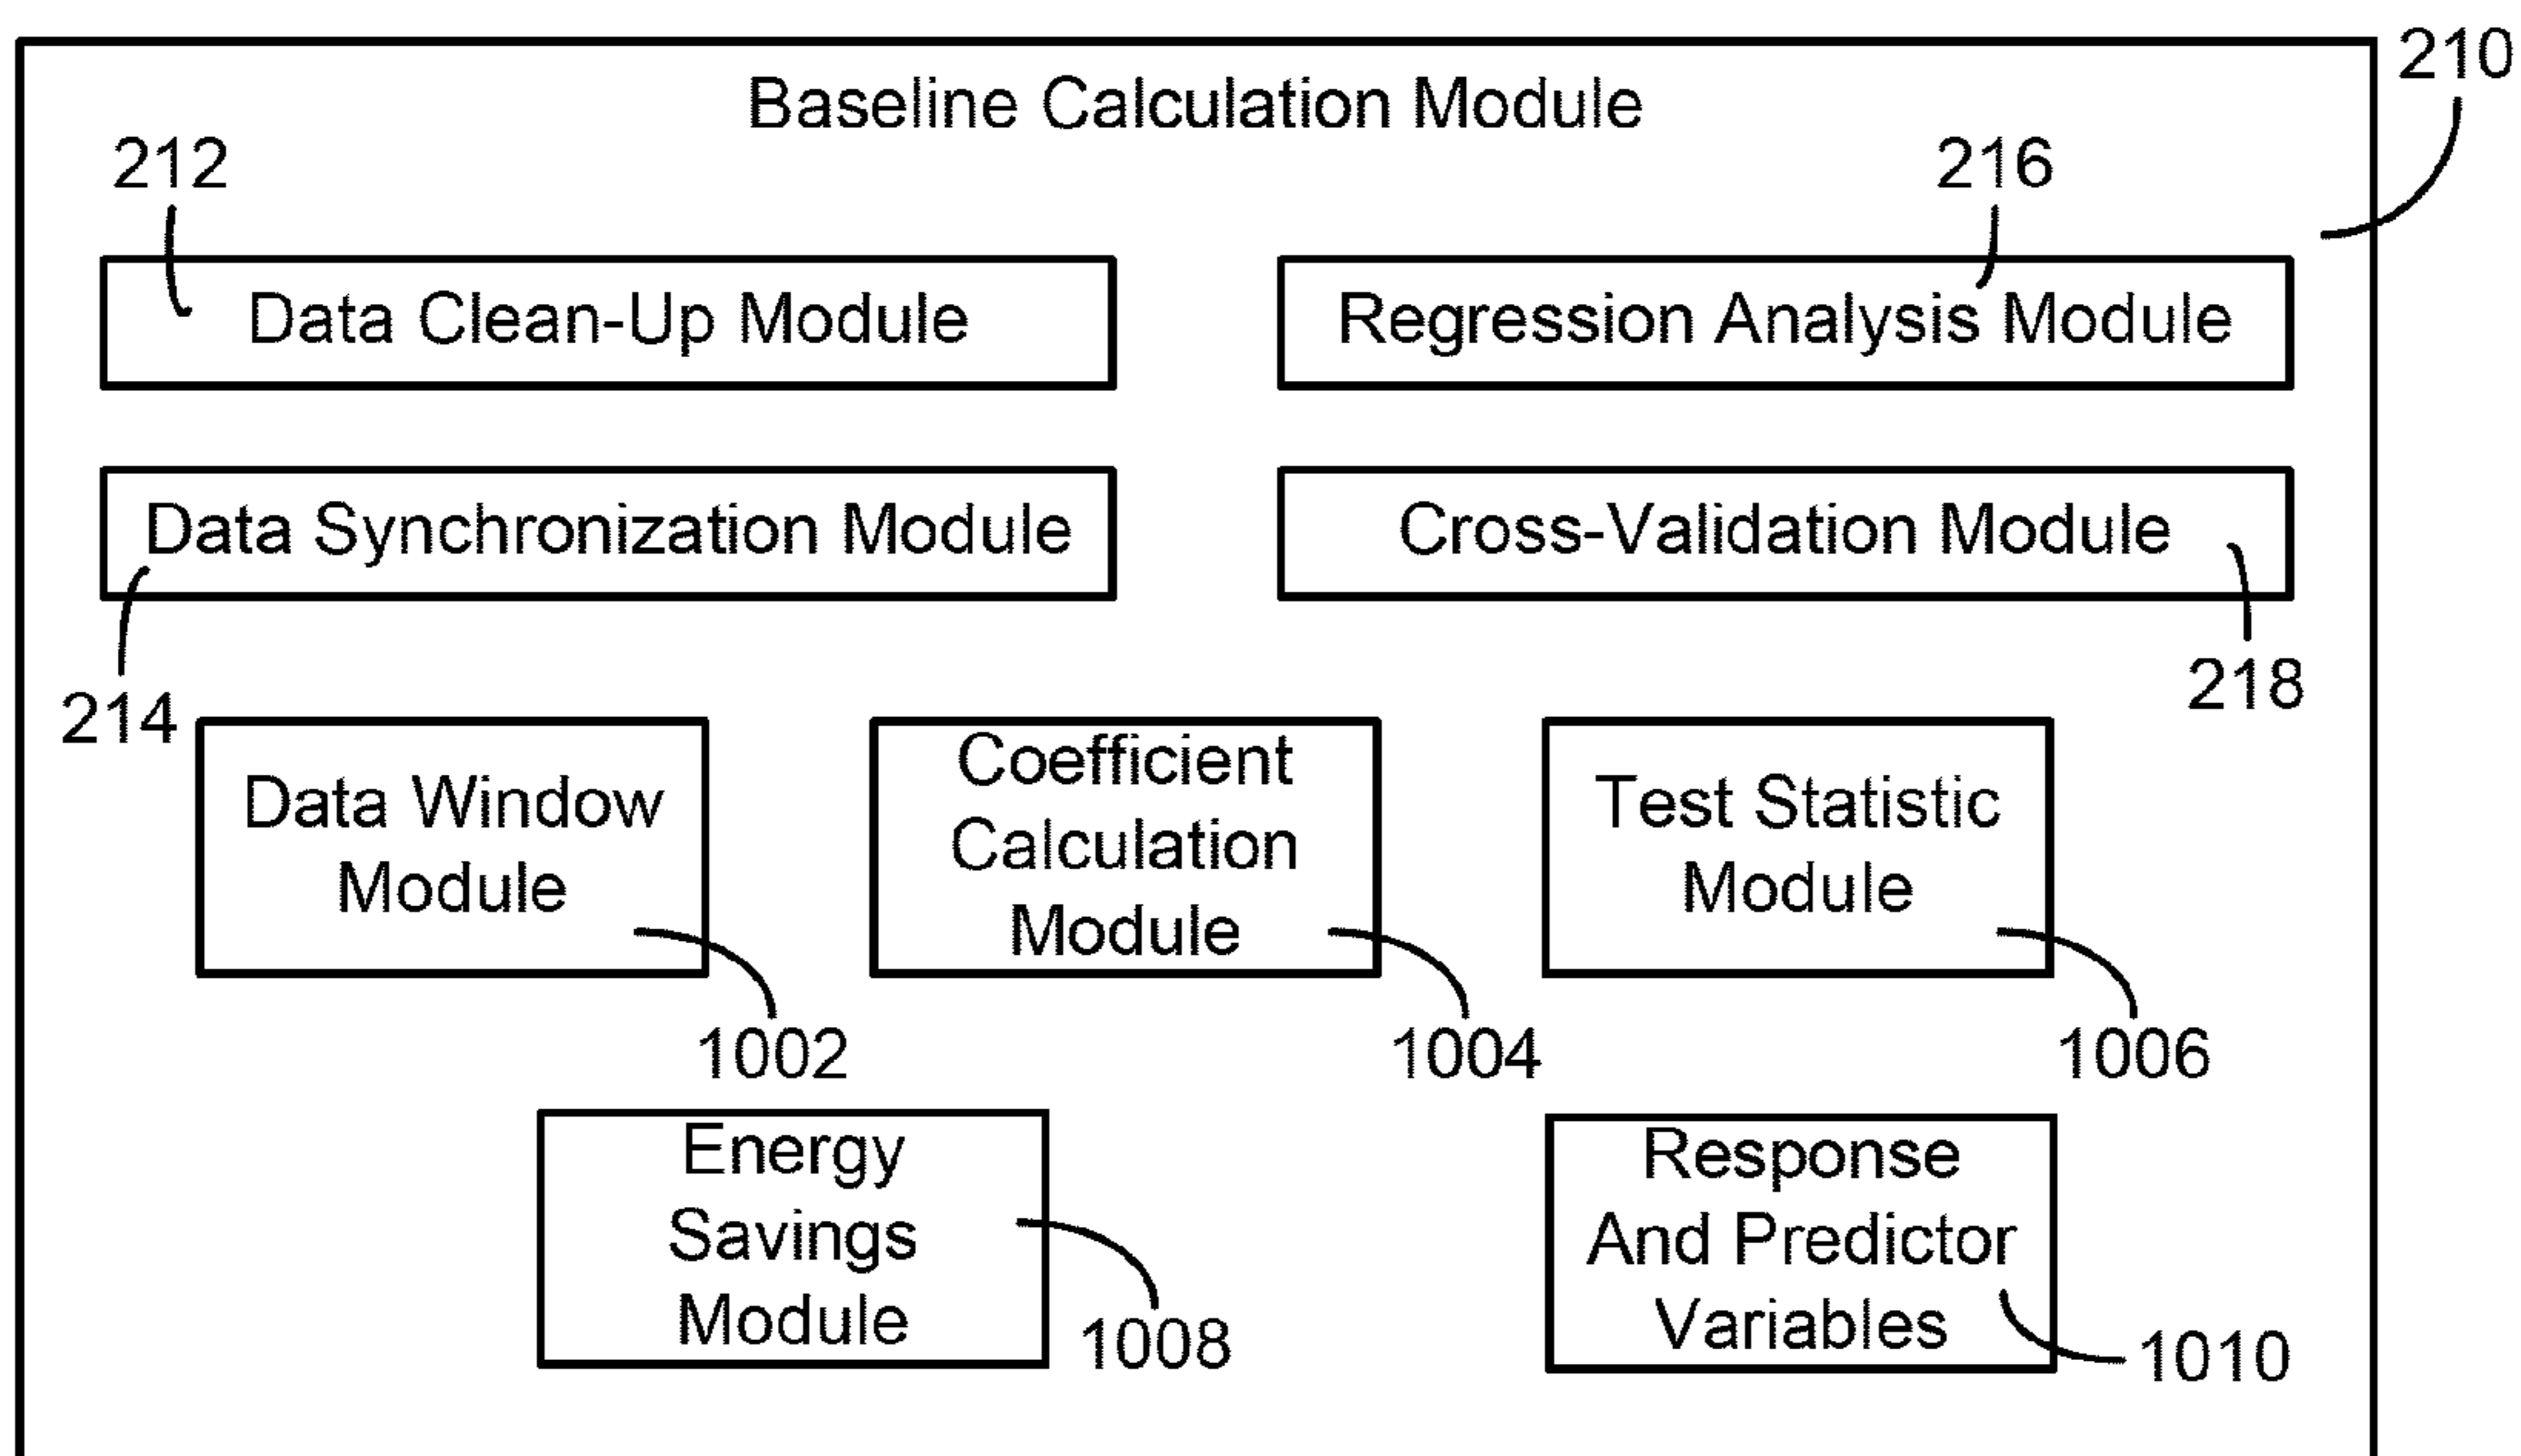 210
Baseline Calculation Module
212
216
Data Clean-Up Module
Regression Analysis Module
Data Synchronization Module
Cross-Validation Module
214
218
Data Window
Module
1002
Coefficient
Calculation
Module
1004
Test Statistic
Module
1006
Energy
Savings
Module
1008
Response
And Predictor
Variables
1010